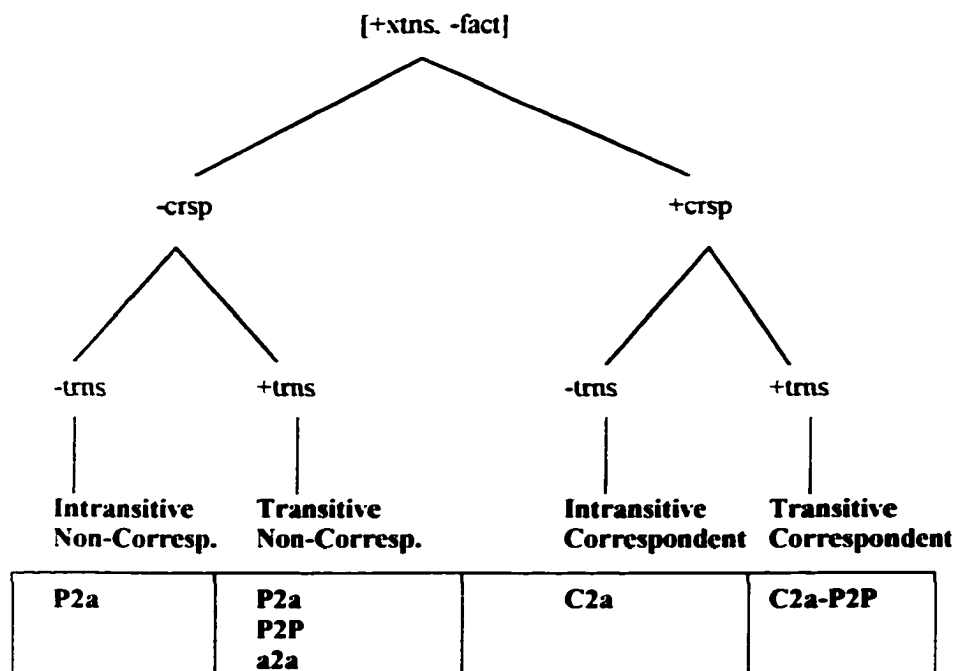 [+xtns. -fact]
-crsp +crsp
-trns +trns -trns +trns
Intransitive Transitive Intransitive Transitive
Non-Corresp. Non-Corresp. Correspondent Correspondent
P2a P2a C2a C2a-P2P
P2P
a2a